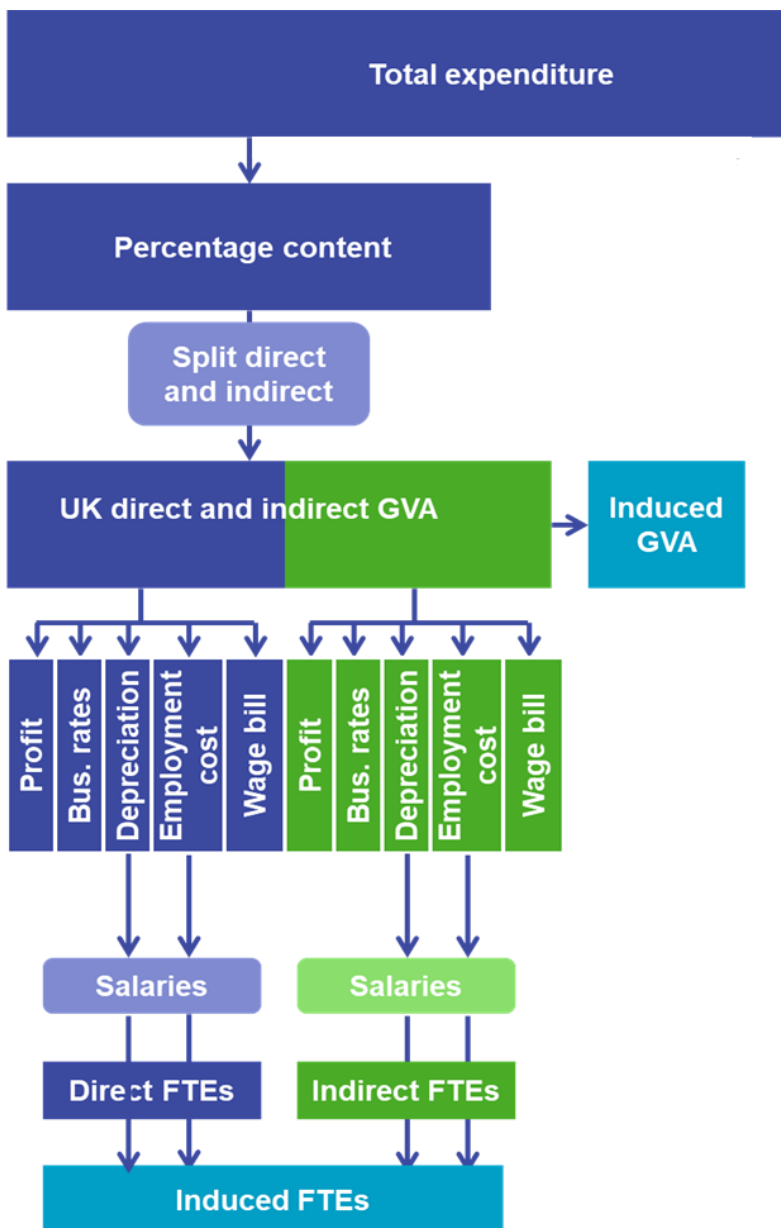 Total expenditure
Percentage content
Split direct
and indirect
UK direct and indirect GVA
Induced
GVA
Profit
Bus. rates
Depreciation
Employment
cost
Wage bill
Profit
Bus. rates
Depreciation
Employment
cost
Wage bill
Salaries
Salaries
Direct FTEs
Indirect FTEs
Induced FTEs